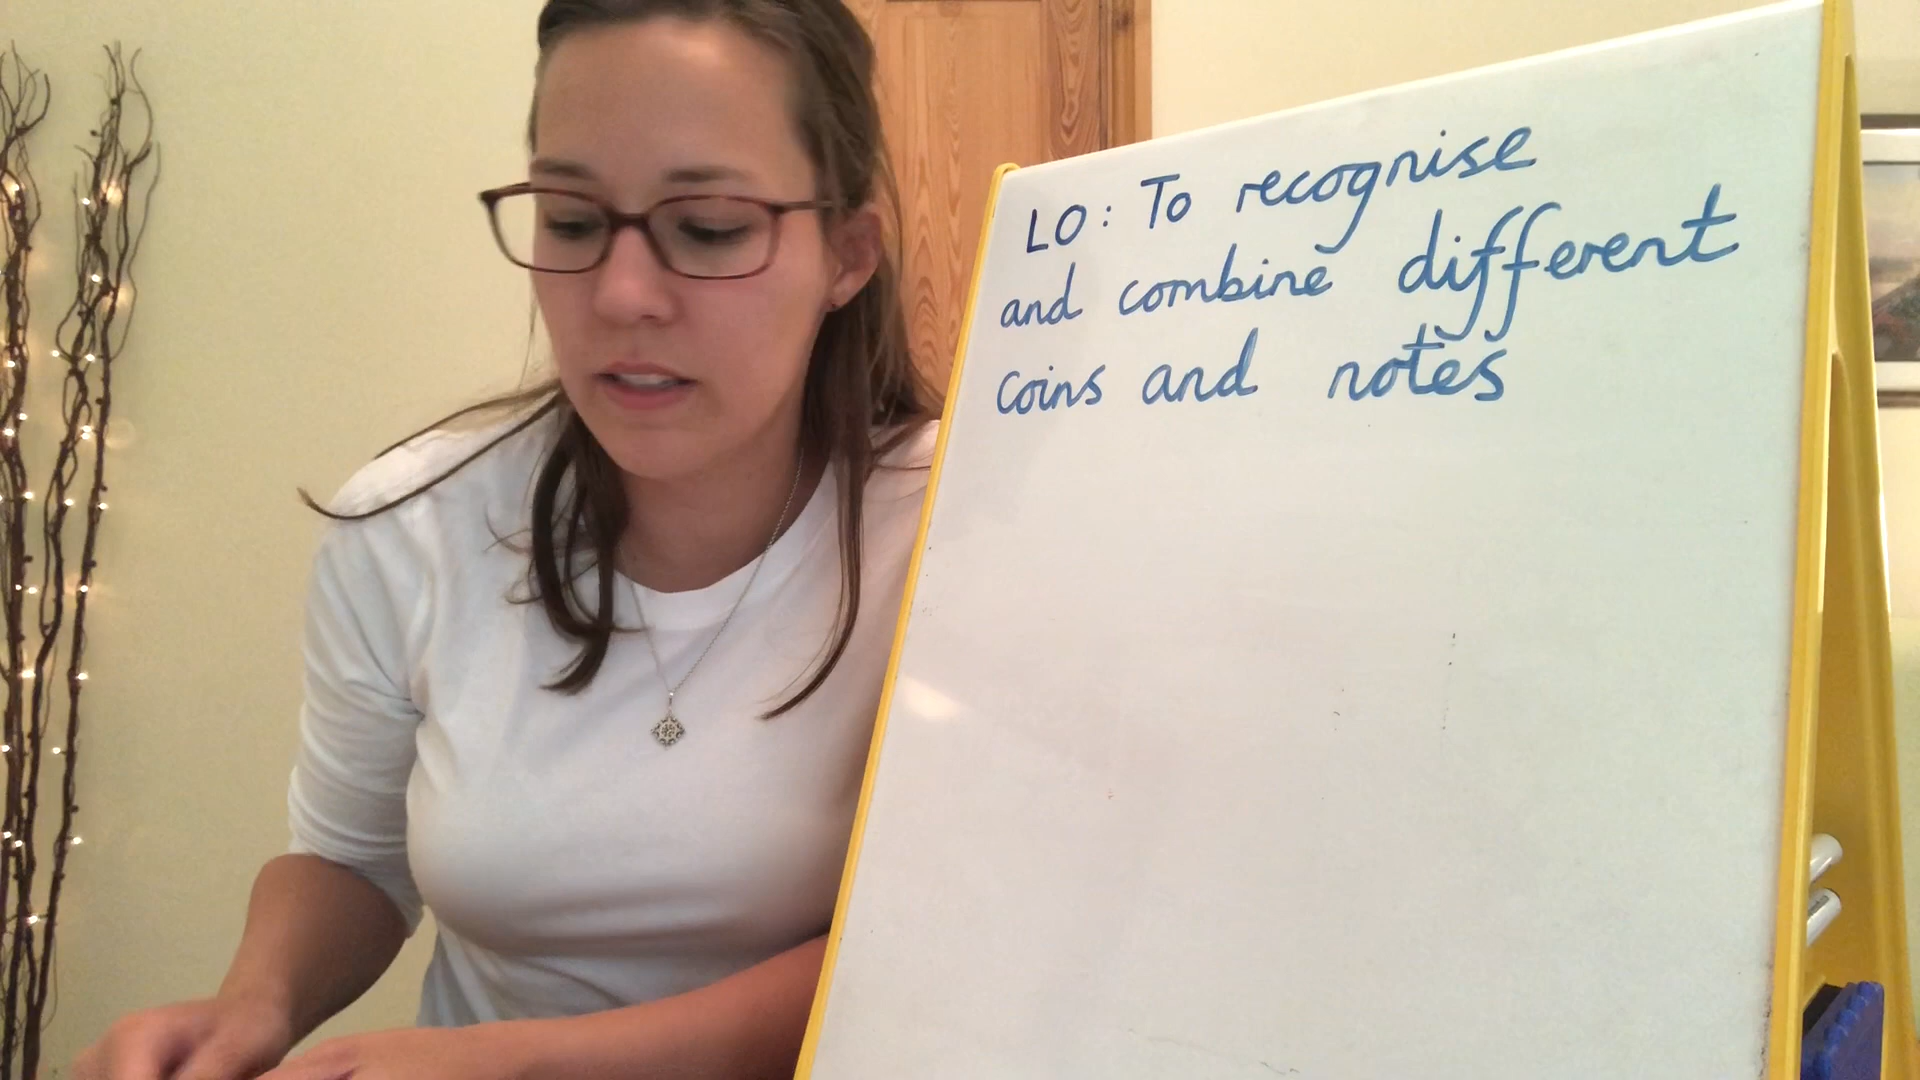 LO: To recognise
and combine different
coins and notes